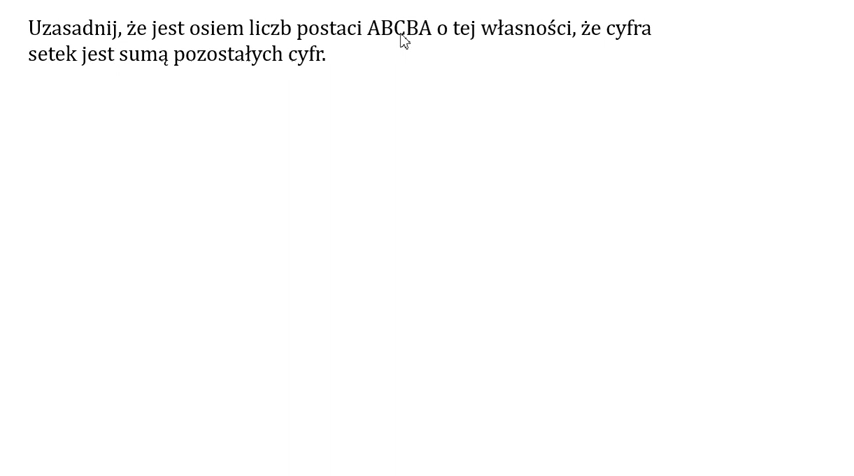 Uzasadnij, że jest osiem liczb postaci ABCBA o tej własności, że cyfra
setek jest sumą pozostałych cyfr.